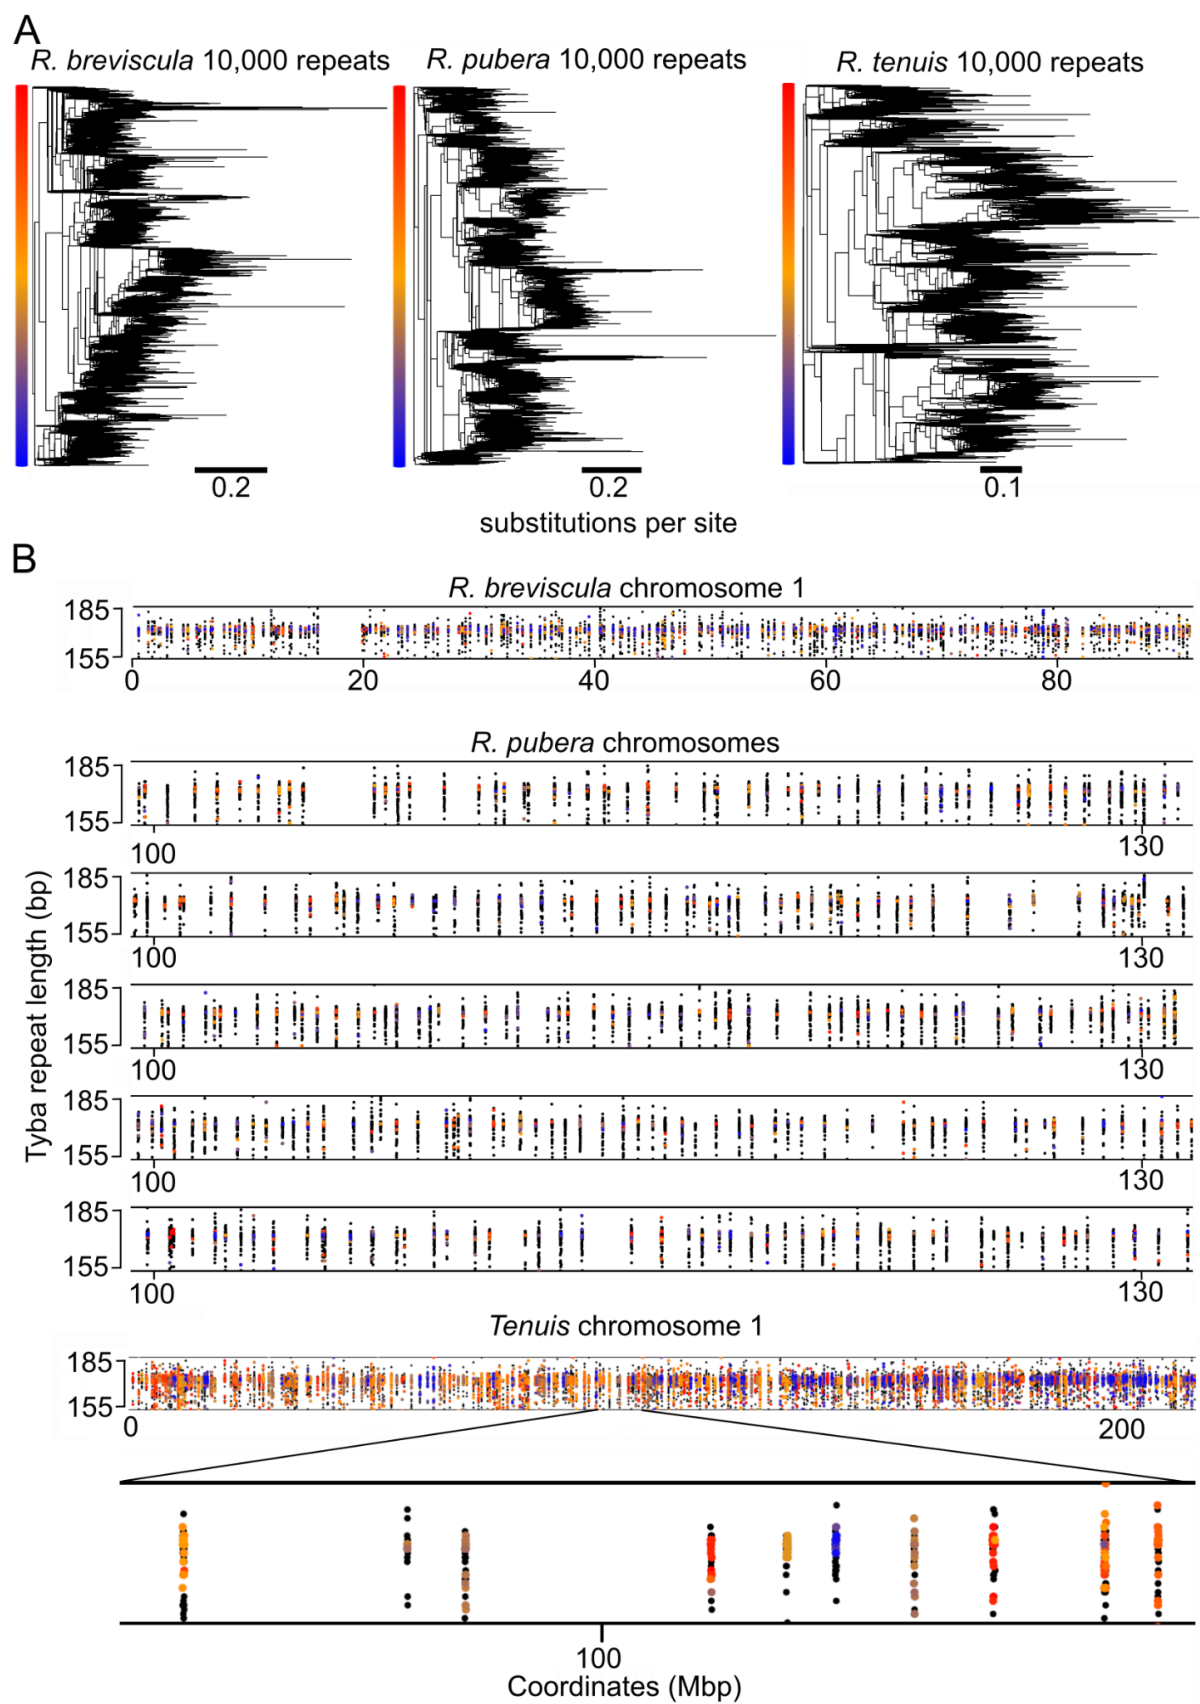 A
R. breviscula 10,000 repeats
R. pubera 10,000 repeats
R. tenuis 10,000 repeats
0.2
0.2
0.1
substitutions per site
B
R. breviscula chromosome 1
185
155
0 20 40 60 80
R. pubera chromosomes
Tyba repeat length (bp)
185
155
100 130
185
155
100 130
185
155
100 130
185
155
100 130
185
155
100 130
Tenuis chromosome 1
185
155
0 200
100
Coordinates (Mbp)